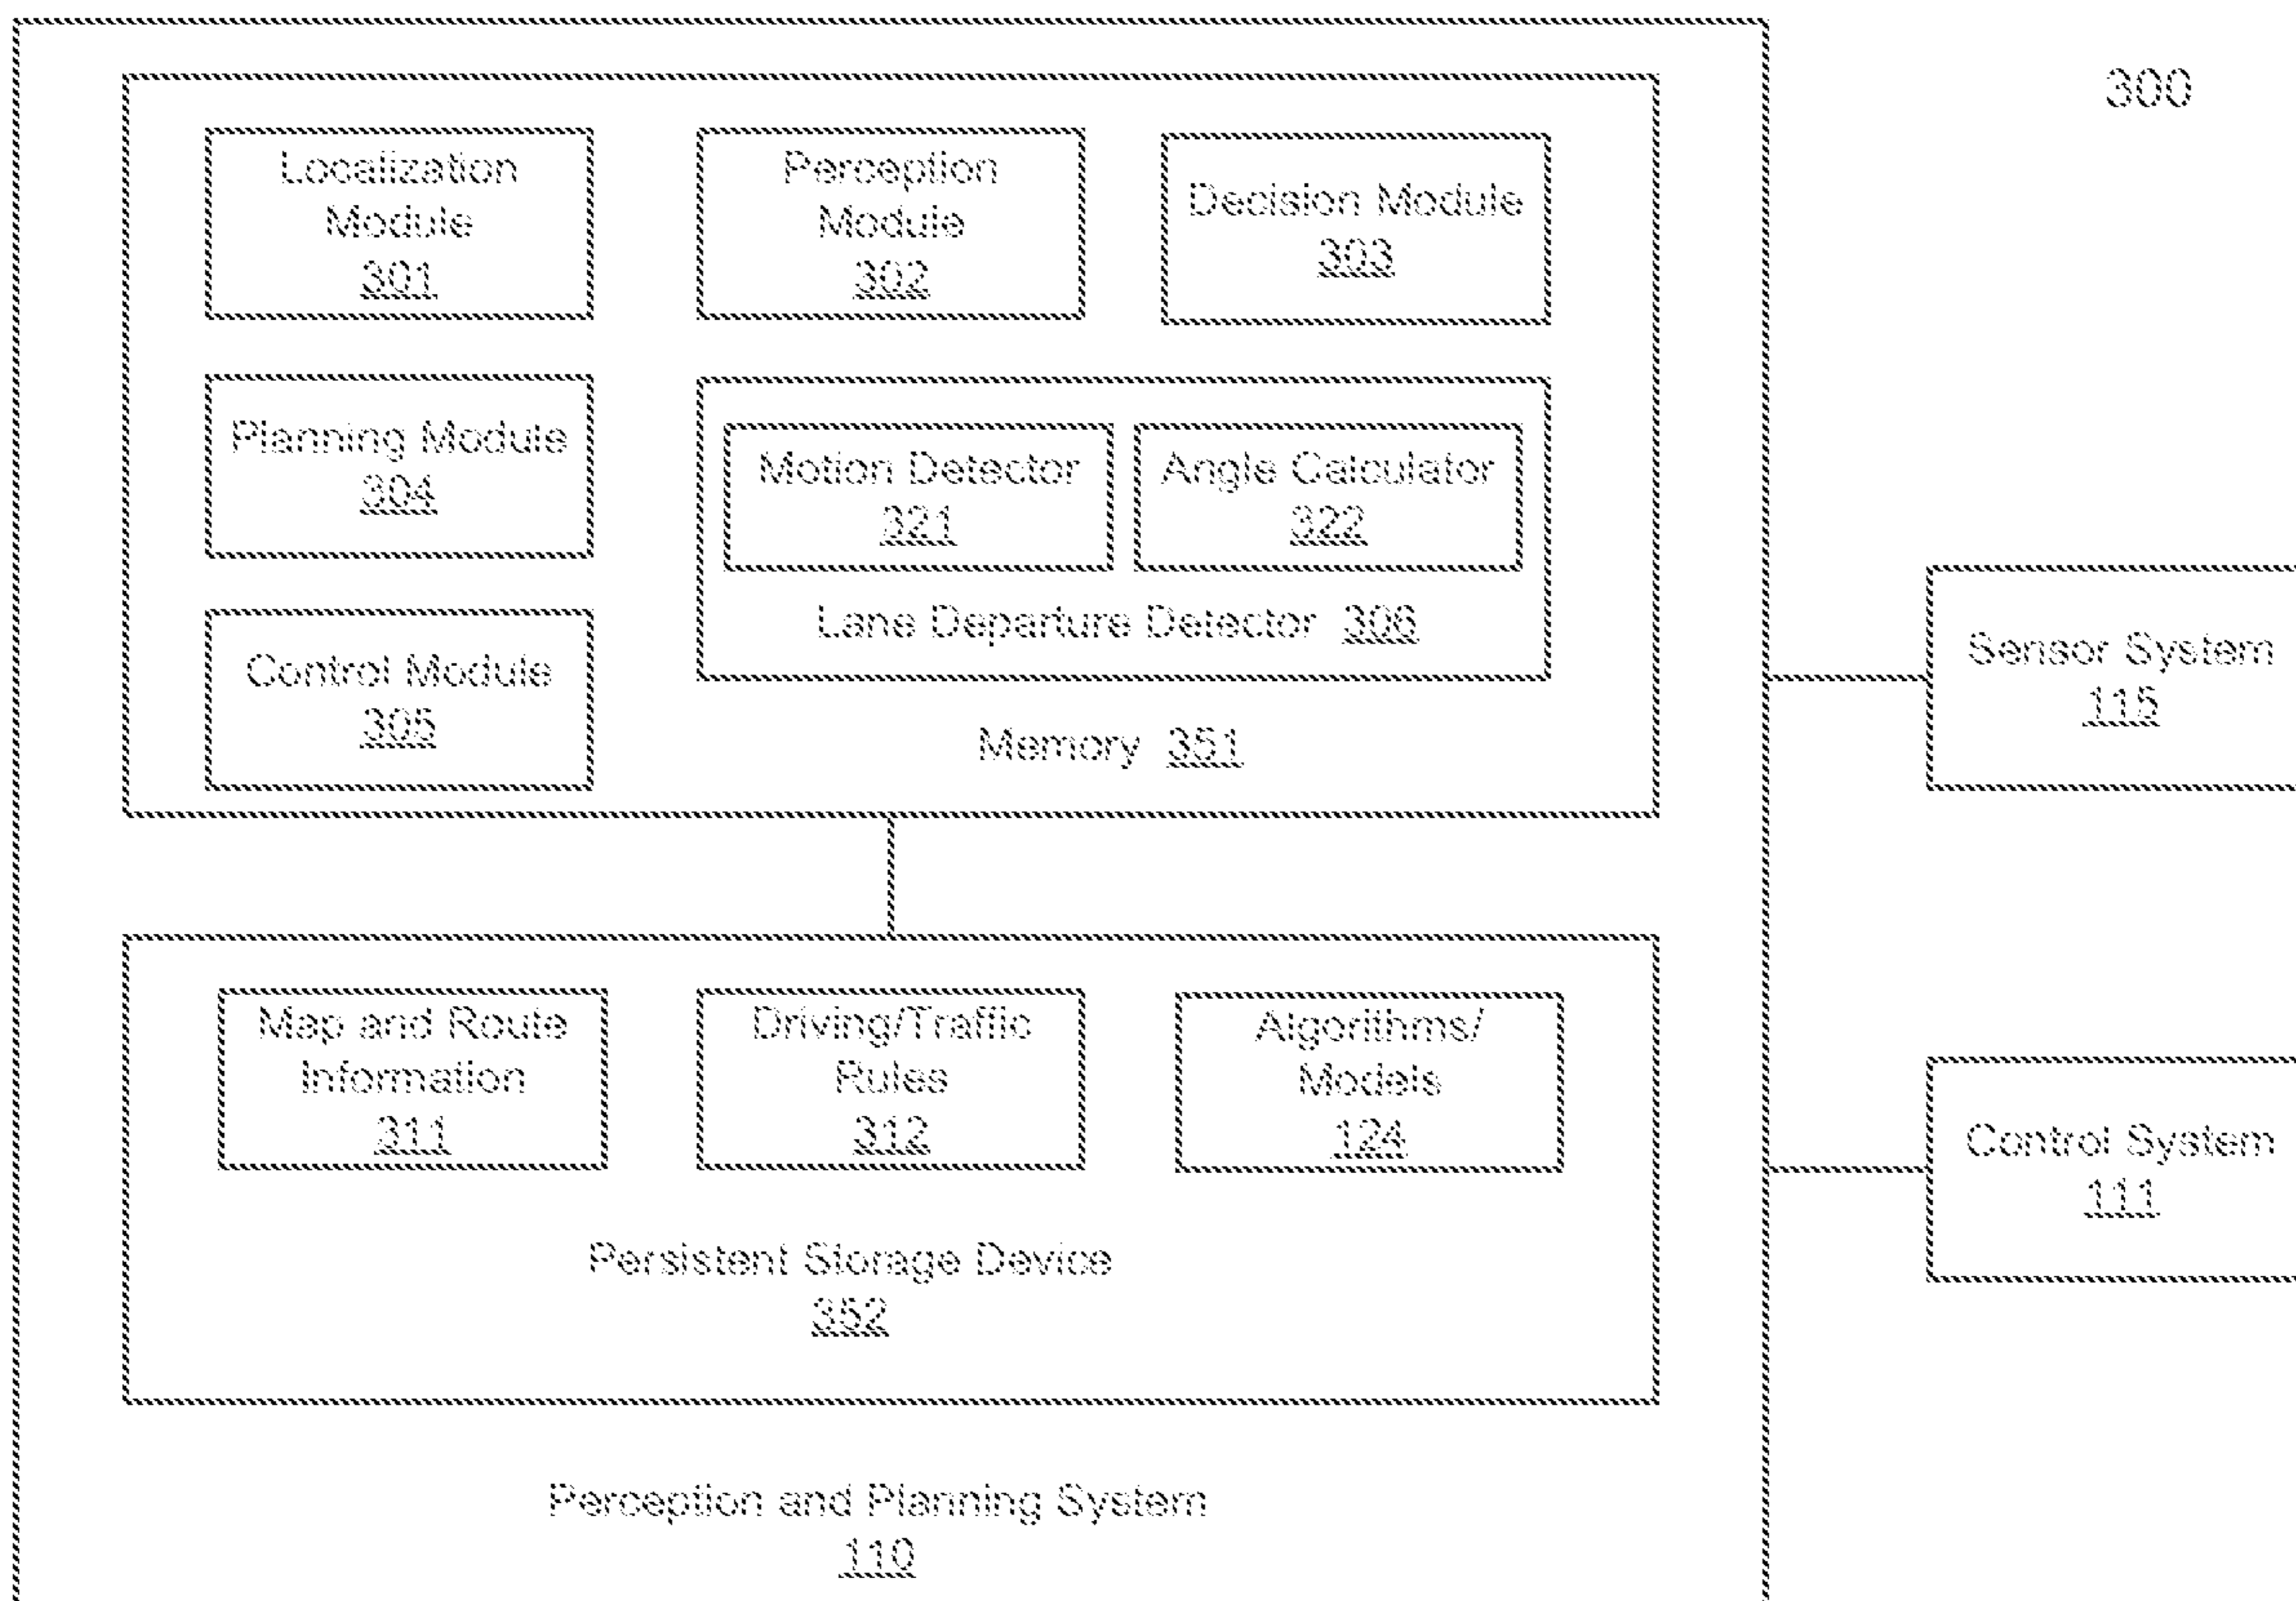 300
Localization
Module
301
Perception
Module
302
Decision Module
303
Planning Module
304
Motion Detector
321
Angle Calculator
322
Lane Departure Detector 306
Control Module
305
Memory 351
Sensor System
115
Map and Route
Information
311
Driving/Traffic
Rules
312
Algorithms/
Models
124
Control System
111
Persistent Storage Device
352
Perception and Planning System
110